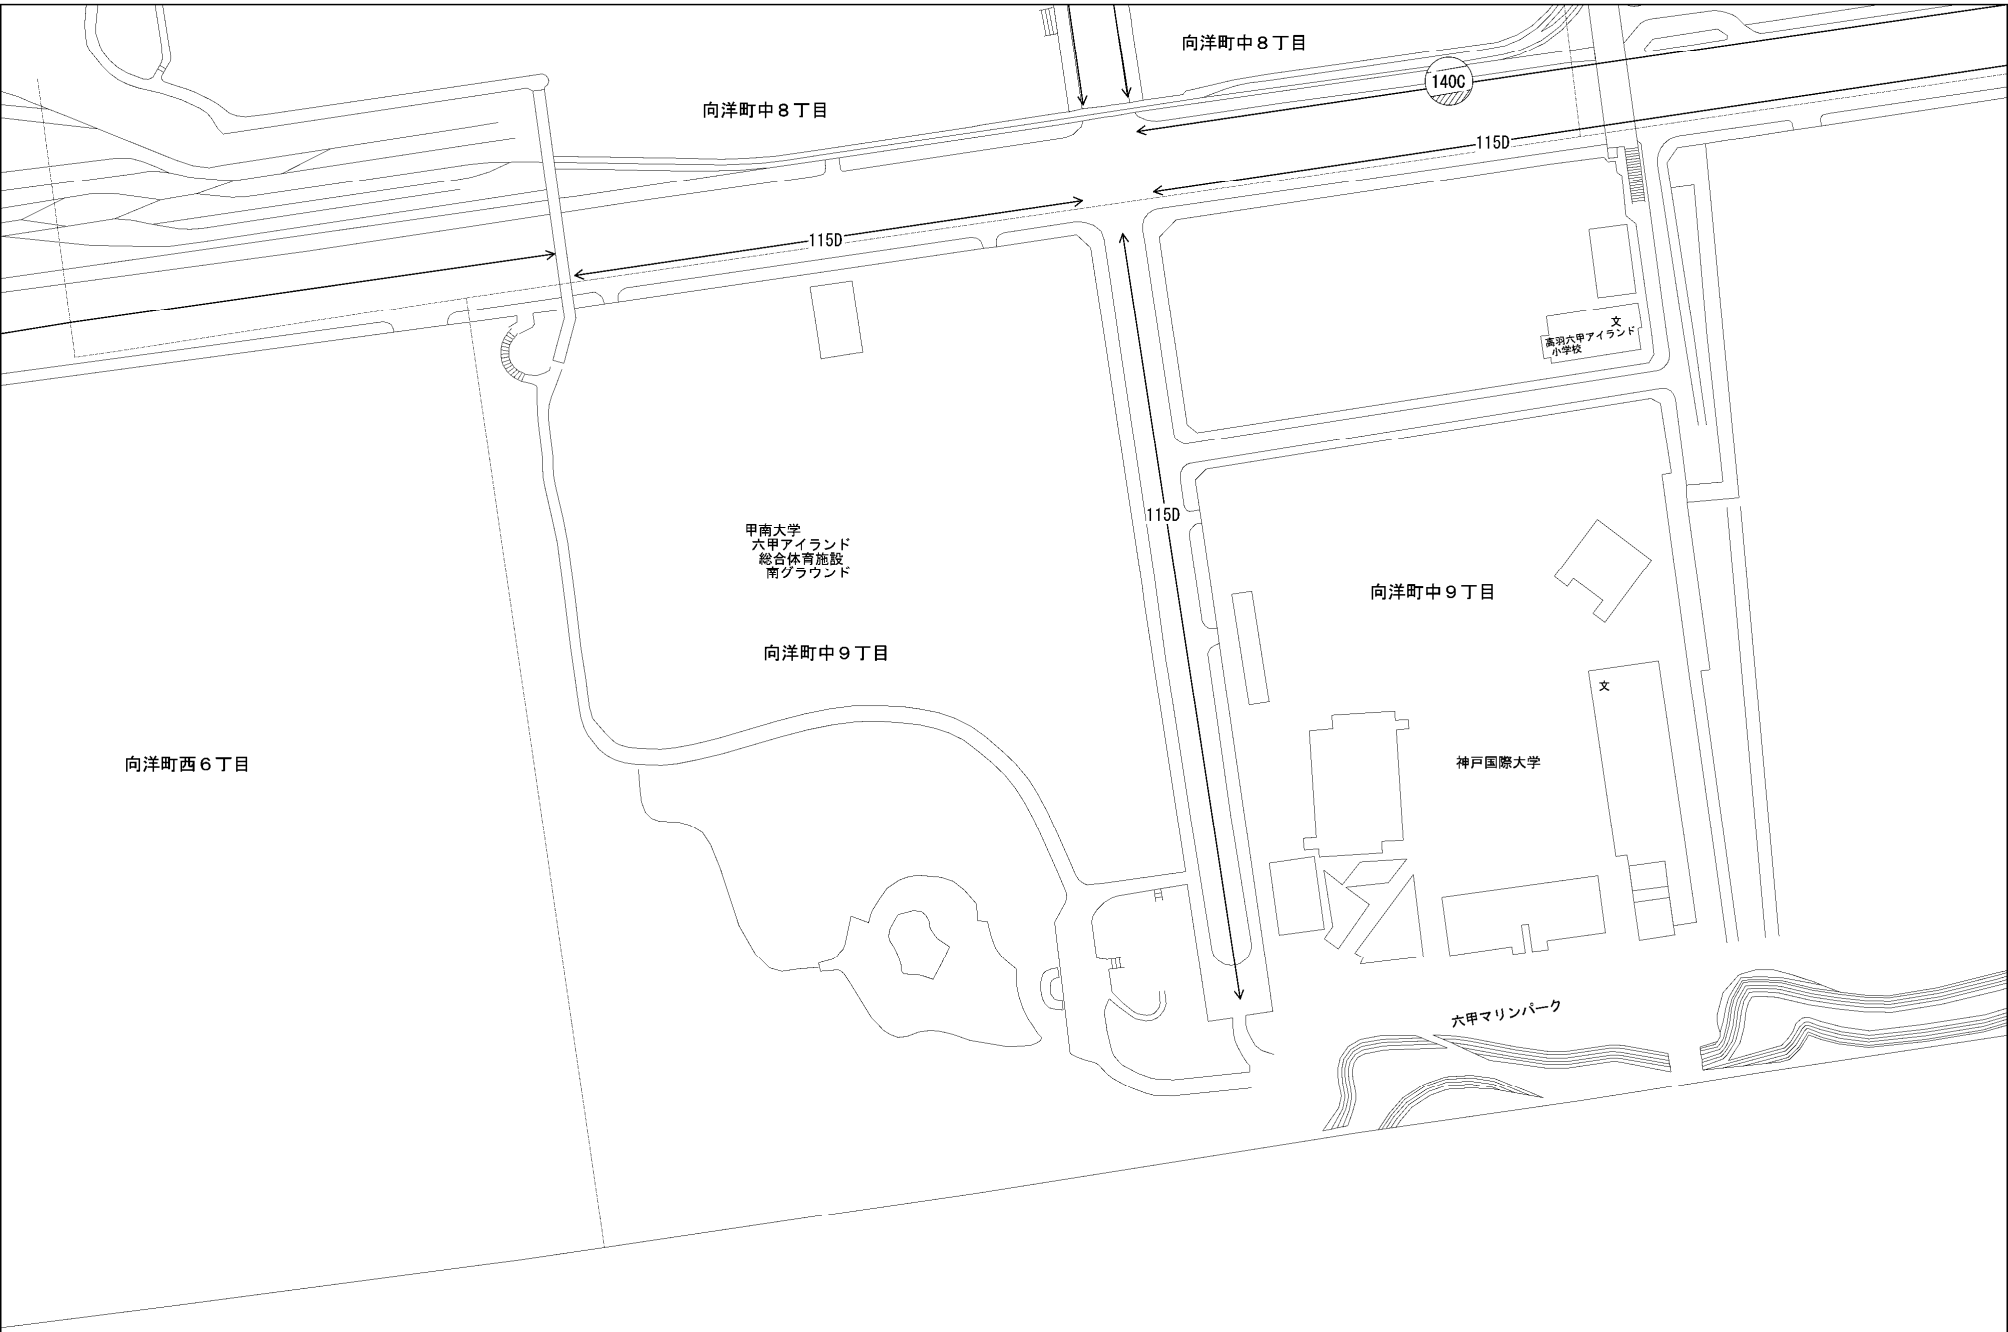 向洋町中８丁目
140C
向洋町中８丁目
115D
115D
文
高羽六甲アイランド
小学校
115D
甲南大学
六甲アイランド
総合体育施設
南グラウンド
向洋町中９丁目
向洋町中９丁目
文
向洋町西６丁目
神戸国際大学
六甲マリンパーク